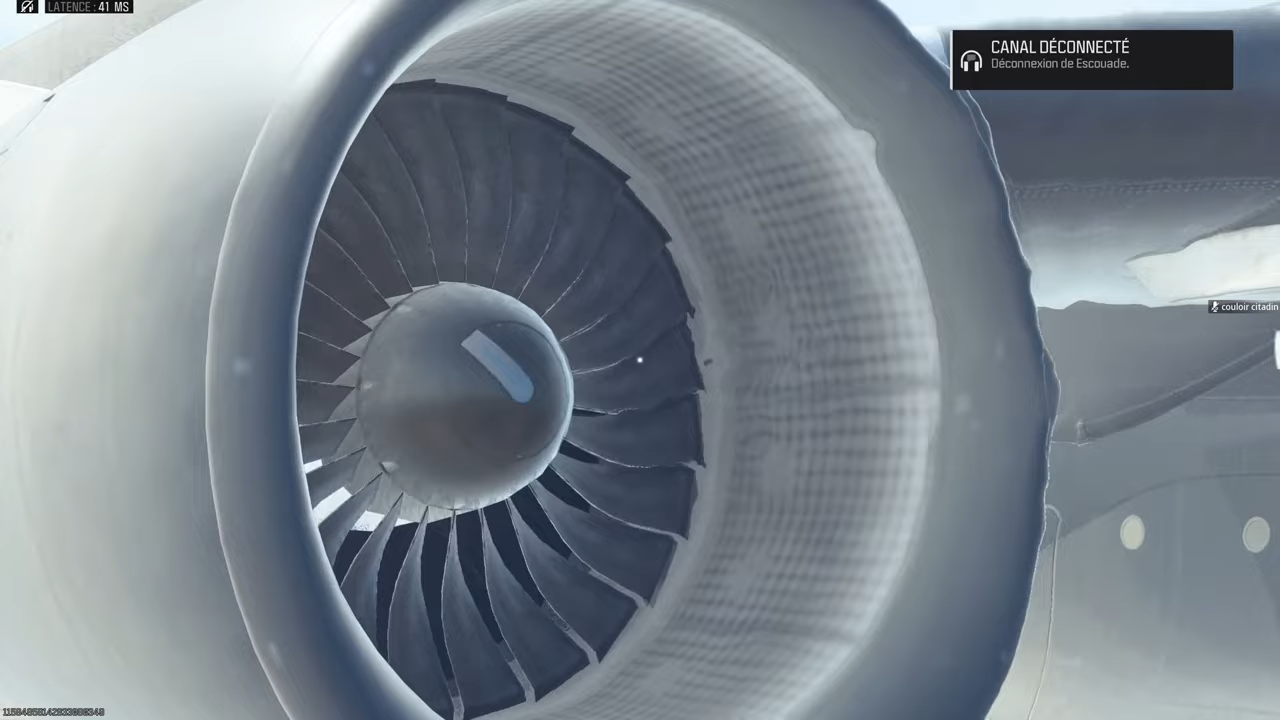 LATENCE : 41 MS
CANAL DÉCONNECTÉ
Déconnexion de Escouade.
couloir citadin